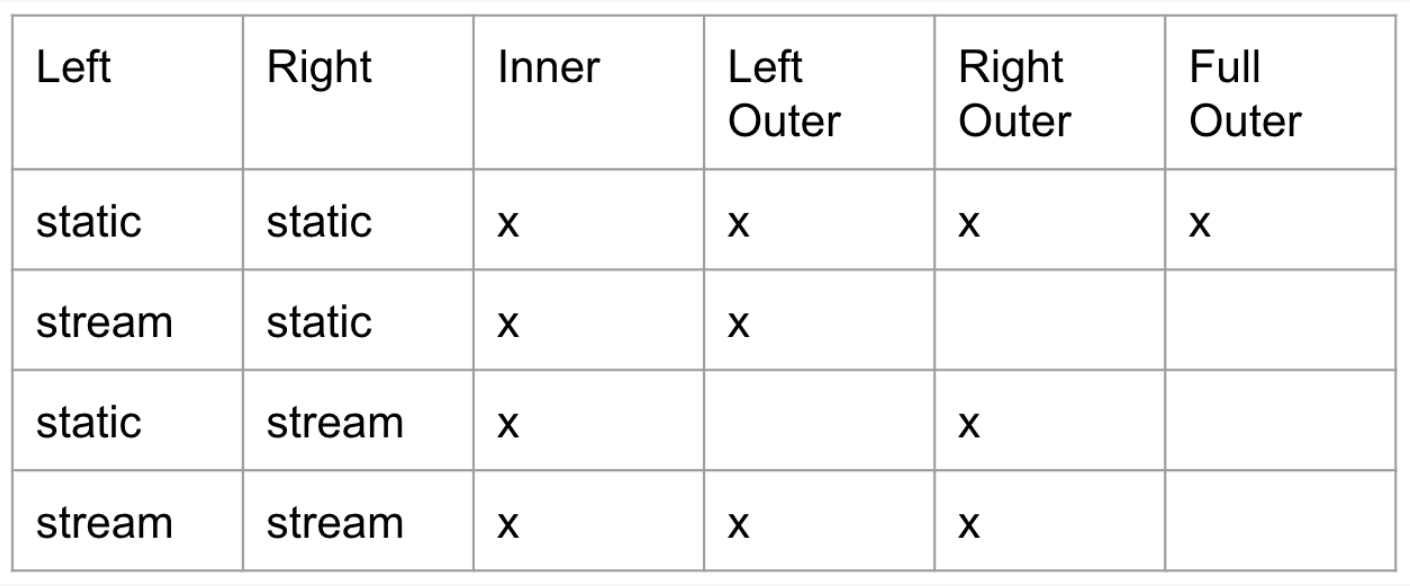 Left Right Inner Left Outer Right Outer Full Outer
static static x x x x
stream static x x
static stream x x
stream stream x x x